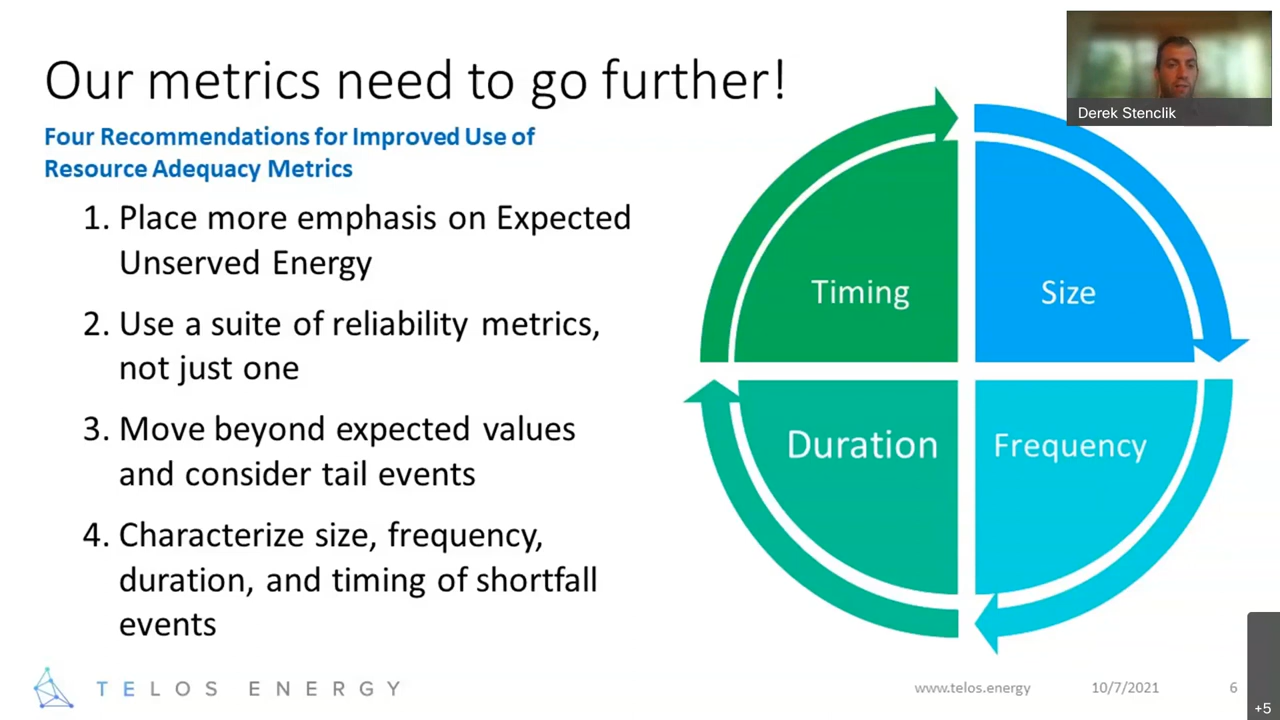 Our metrics need to go further!
Four Recommendations for Improved Use of
Resource Adequacy Metrics
1. Place more emphasis on Expected
Unserved Energy
2. Use a suite of reliability metrics,
not just one
3. Move beyond expected values
and consider tail events
4. Characterize size, frequency,
duration, and timing of shortfall
events
Timing
Size
Duration
Frequency
Derek Stenclik
TELOS ENERGY
www.telos.energy
10/7/2021
6
+5